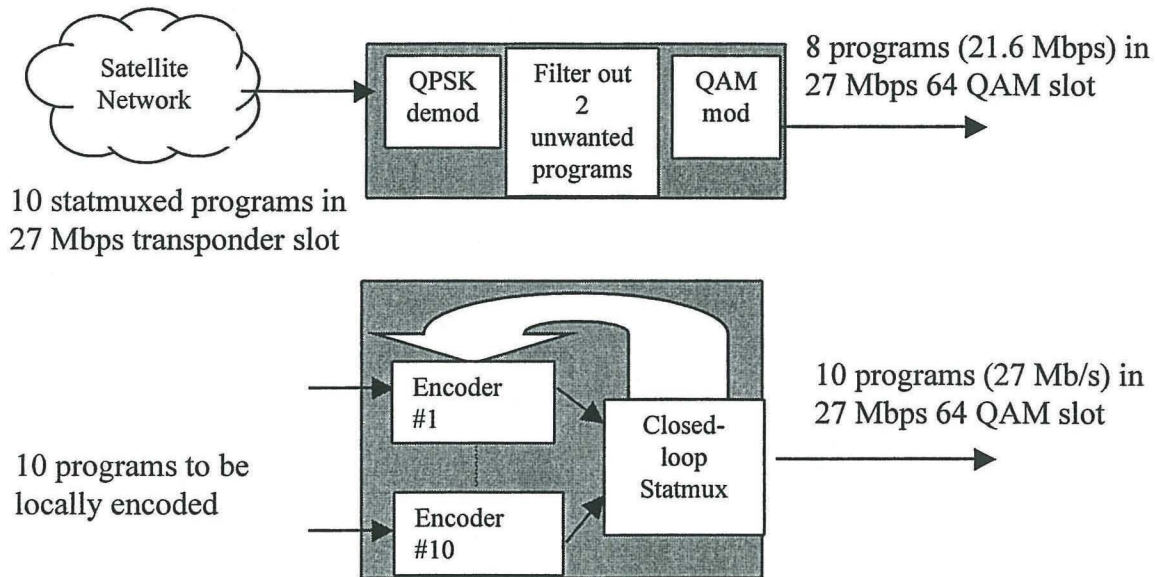 Satellite
Network
QPSK
demod
Filter out
2
unwanted
programs
QAM
mod
8 programs (21.6 Mbps) in
27 Mbps 64 QAM slot
10 statmuxed programs in
27 Mbps transponder slot
Encoder
#1
Closed-
loop
Statmux
10 programs (27 Mb/s) in
27 Mbps 64 QAM slot
10 programs to be
locally encoded
Encoder
#10